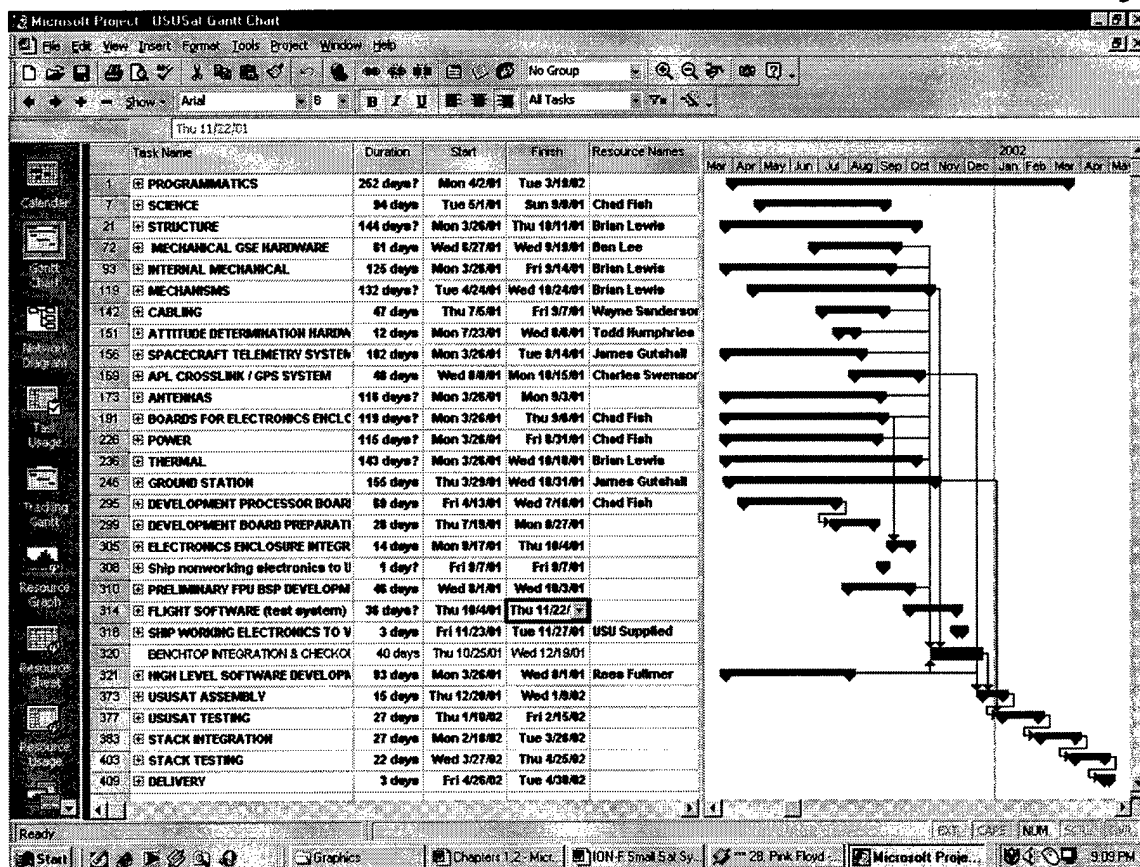 Microsoft Project - USUSat Gantt Chart
File Edit View Insert Format Tools Project Window Help
No Group
Show Arial 8 B I U All Tasks
Thu 11/22/01
Task Name Duration Start Finish Resource Names 2002
Mar Apr May Jun Jul Aug Sep Oct Nov Dec Jan Feb Mar Apr Ma
1 PROGRAMMATICS 252 days? Mon 4/2/01 Tue 3/19/02
7 SCIENCE 94 days Tue 5/1/01 Sun 9/9/01 Chad Fish
21 STRUCTURE 144 days? Mon 3/26/01 Thu 10/11/01 Brian Lewis
72 MECHANICAL GSE HARDWARE 61 days Wed 6/27/01 Wed 9/19/01 Ben Lee
93 INTERNAL MECHANICAL 125 days Mon 3/26/01 Fri 9/14/01 Brian Lewis
119 MECHANISMS 132 days? Tue 4/24/01 Wed 10/24/01 Brian Lewis
142 CABLING 47 days Thu 7/5/01 Fri 9/7/01 Wayne Sanderson
151 ATTITUDE DETERMINATION HARDW 12 days Mon 7/23/01 Wed 8/8/01 Todd Humphries
156 SPACECRAFT TELEMETRY SYSTEM 102 days Mon 3/26/01 Tue 8/14/01 James Gutshall
169 APL CROSSLINK / GPS SYSTEM 48 days Wed 8/8/01 Mon 10/15/01 Charles Swenson
173 ANTENNAS 116 days? Mon 3/26/01 Mon 9/3/01
181 BOARDS FOR ELECTRONICS ENCLO 119 days? Mon 3/26/01 Thu 9/6/01 Chad Fish
226 POWER 115 days? Mon 3/26/01 Fri 8/31/01 Chad Fish
236 THERMAL 143 days? Mon 3/26/01 Wed 10/10/01 Brian Lewis
246 GROUND STATION 155 days Thu 3/29/01 Wed 10/31/01 James Gutshall
295 DEVELOPMENT PROCESSOR BOARI 69 days Fri 4/13/01 Wed 7/18/01 Chad Fish
299 DEVELOPMENT BOARD PREPARATI 28 days Thu 7/19/01 Mon 8/27/01
305 ELECTRONICS ENCLOSURE INTEGR 14 days Mon 9/17/01 Thu 10/4/01
308 Ship nonworking electronics to U 1 day? Fri 9/7/01 Fri 9/7/01
310 PRELIMINARY FPU BSP DEVELOPM 46 days Wed 8/1/01 Wed 10/3/01
314 FLIGHT SOFTWARE (test system) 36 days? Thu 10/4/01 Thu 11/22/
316 SHIP WORKING ELECTRONICS TO V 3 days Fri 11/23/01 Tue 11/27/01 USU Supplied
320 BENCHTOP INTEGRATION & CHECKOU 40 days Thu 10/25/01 Wed 12/19/01
321 HIGH LEVEL SOFTWARE DEVELOPM 93 days Mon 3/26/01 Wed 8/1/01 Rees Fullmer
373 USUSAT ASSEMBLY 15 days Thu 12/20/01 Wed 1/9/02
377 USUSAT TESTING 27 days Thu 1/10/02 Fri 2/15/02
383 STACK INTEGRATION 27 days Mon 2/18/02 Tue 3/26/02
403 STACK TESTING 22 days Wed 3/27/02 Thu 4/25/02
409 DELIVERY 3 days Fri 4/26/02 Tue 4/30/02
Calendar
Gantt Chart
Network Diagram
Task Usage
Tracking Gantt
Resource Graph
Resource
Resource Usage
Ready EXT CAPS NUM SCRL OVR
Start Graphics Chapters 1,2 - Micr... ION-F Small Sat Sy... 28. Pink Floyd - ... Microsoft Proje... 9:09 PM